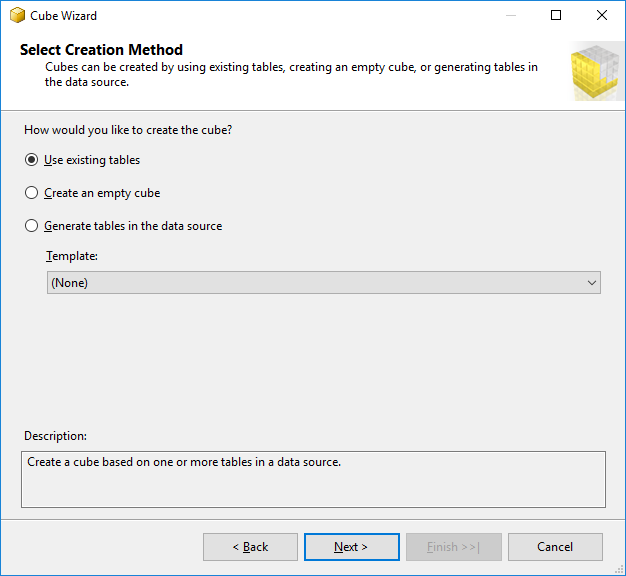 Cube Wizard
Select Creation Method
Cubes can be created by using existing tables, creating an empty cube, or generating tables in
the data source.
How would you like to create the cube?
Use existing tables
Create an empty cube
Generate tables in the data source
Template:
(None)
Description:
Create a cube based on one or more tables in a data source.
< Back
Next >
Finish >>|
Cancel